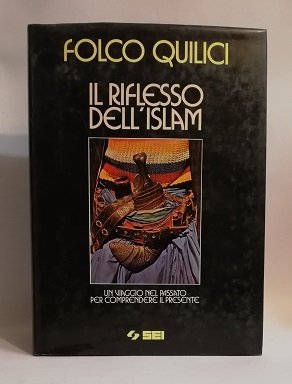 FOLCO QUILICI
IL RIFLESSO
DELL'ISLAM
UN VIAGGIO NEL PASSATO
PER COMPRENDERE IL PRESENTE
SEI